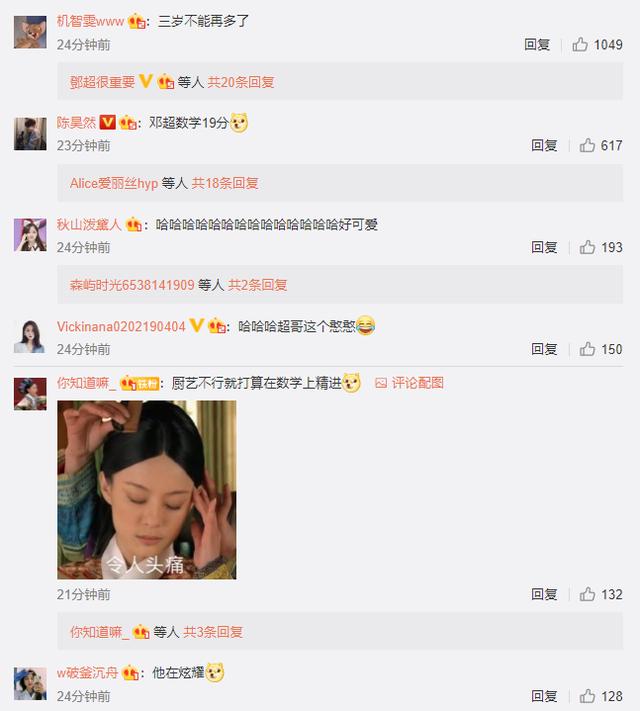 机智雯www：三岁不能再多了
24分钟前 回复 1049
鄧超很重要 等人 共20条回复
陈昊然：邓超数学19分
23分钟前 回复 617
Alice爱丽丝hyp 等人 共18条回复
秋山泼黛人：哈哈哈哈哈哈哈哈哈哈哈哈哈哈好可爱
24分钟前 回复 193
森屿时光6538141909 等人 共2条回复
Vickinana0202190404：哈哈哈超哥这个憨憨
24分钟前 回复 150
你知道嘛_ 铁粉：厨艺不行就打算在数学上精进 评论配图
令人头痛
21分钟前 回复 132
你知道嘛_ 等人 共3条回复
w破釜沉舟：他在炫耀
24分钟前 回复 128